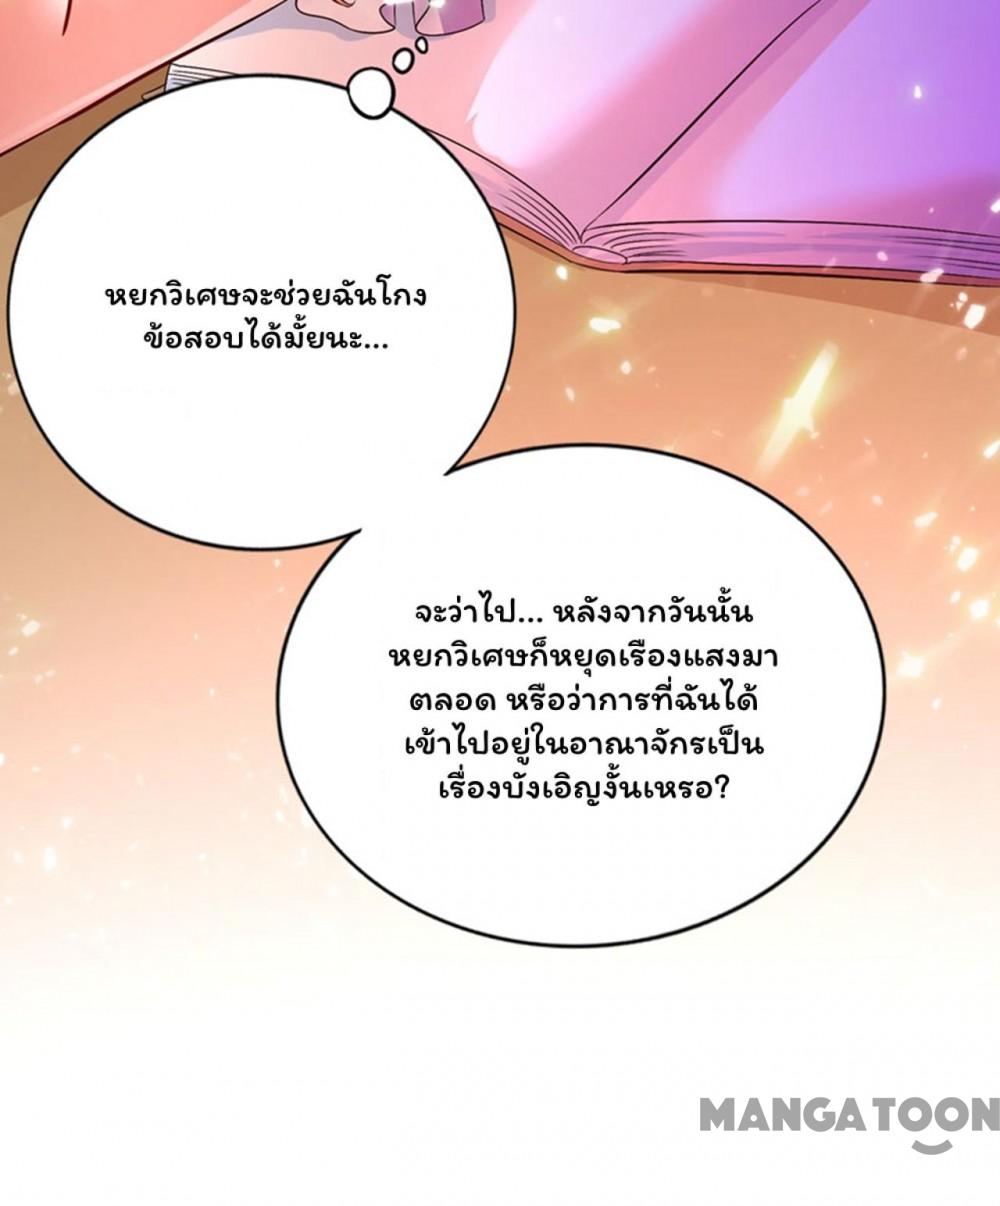 หยกวิเศษจะช่วยฉันโกง
ข้อสอบได้มั้ยนะ...
จะว่าไป... หลังจากวันนั้น
หยกวิเศษก็หยุดเรืองแสงมา
ตลอด หรือว่าการที่ฉันได้
เข้าไปอยู่ในอาณาจักรเป็น
เรื่องบังเอิญงั้นเหรอ?
MANGATOON